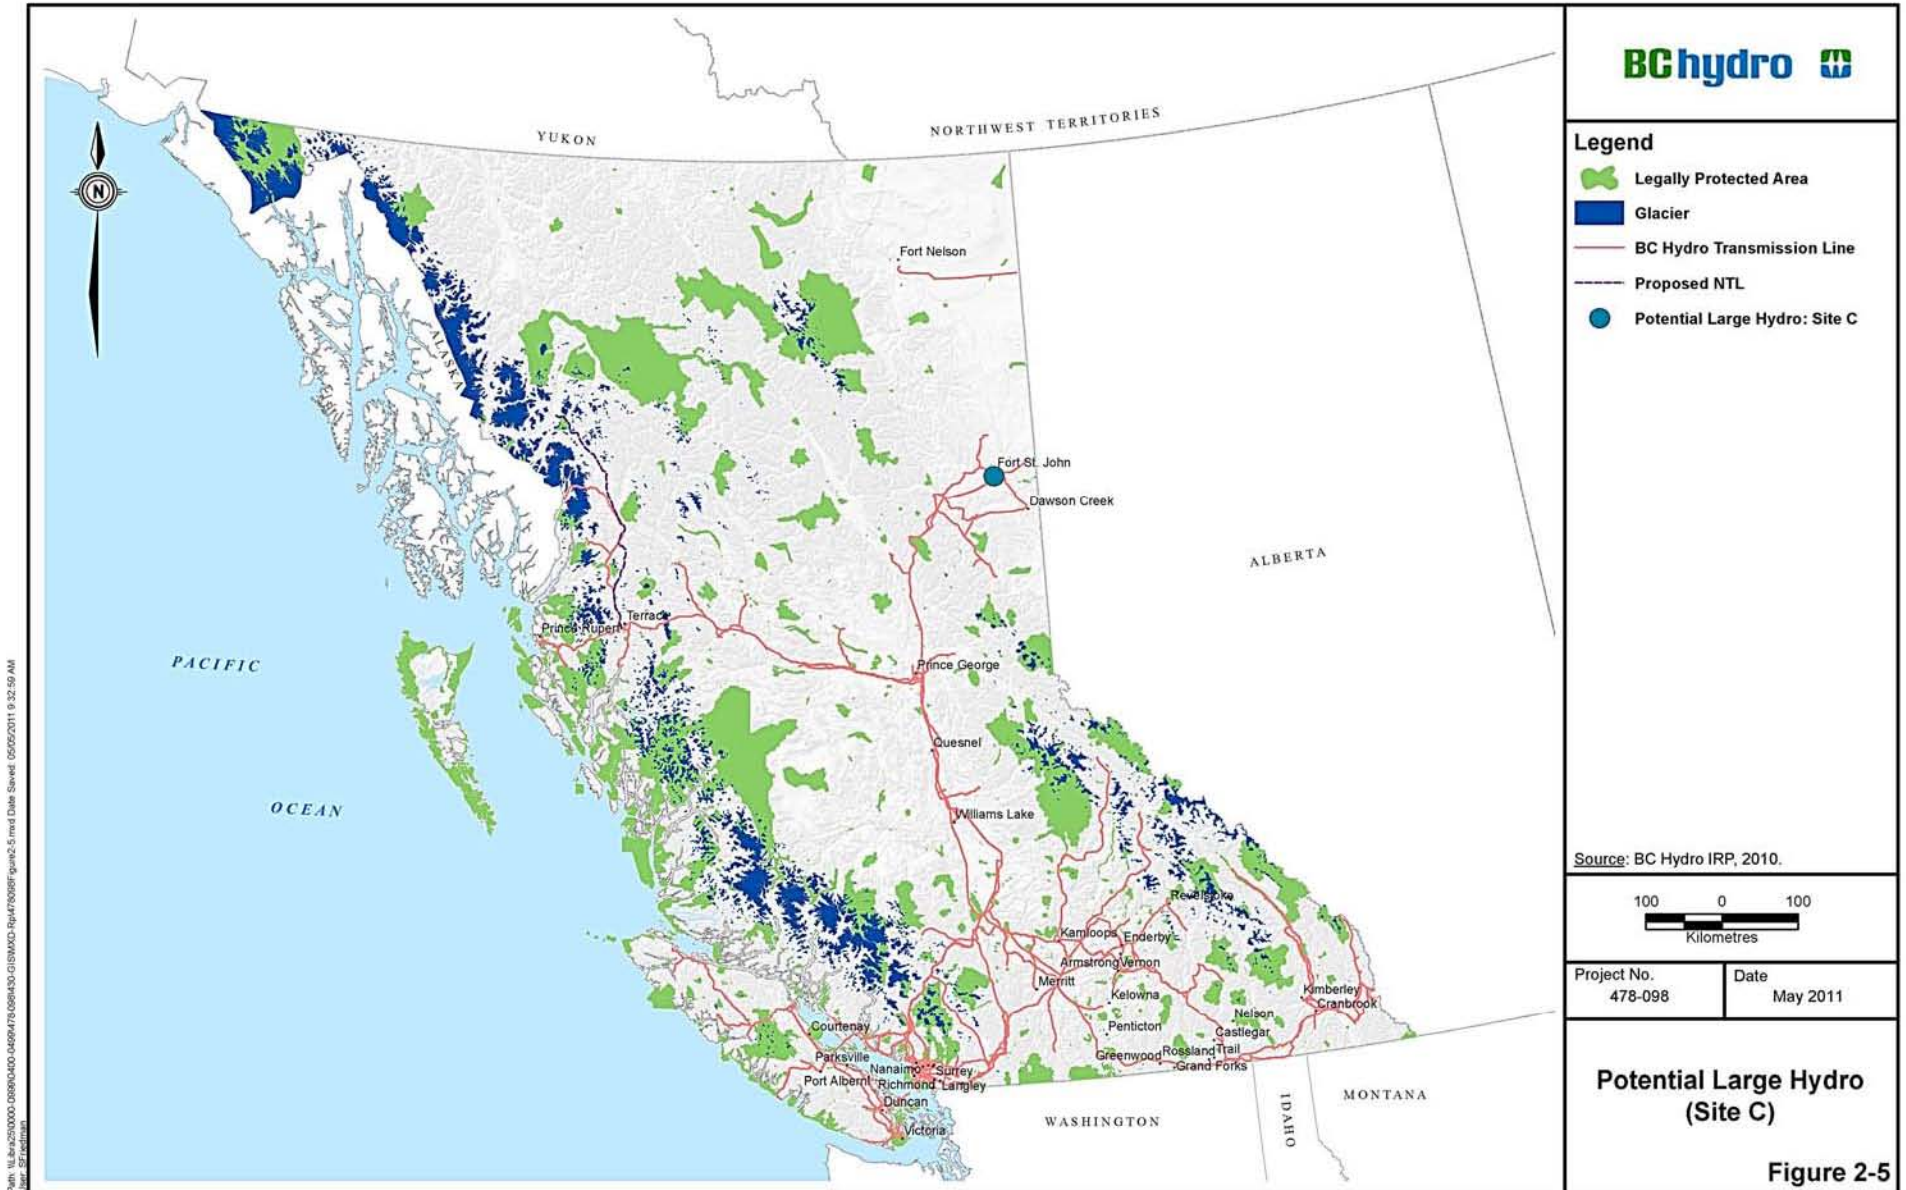 YUKON
NORTHWEST TERRITORIES
Fort Nelson
ALASKA
Fort St. John
Dawson Creek
ALBERTA
Terrace
Prince Rupert
PACIFIC
Prince George
Quesnel
OCEAN
Williams Lake
Revelstoke
Kamloops
Enderby
Armstrong
Vernon
Merritt
Kelowna
Kimberley
Cranbrook
Nelson
Courtenay
Penticton
Castlegar
Parksville
Greenwood
Rossland
Trail
Nanaimo
Surrey
Grand Forks
Port Alberni
Richmond
Langley
Duncan
Victoria
WASHINGTON
IDAHO
MONTANA
N
BC hydro
Legend
Legally Protected Area
Glacier
BC Hydro Transmission Line
Proposed NTL
Potential Large Hydro: Site C
Source: BC Hydro IRP, 2010.
100 0 100
Kilometres
Project No.
478-098
Date
May 2011
Potential Large Hydro
(Site C)
Figure 2-5
User: SFriedman